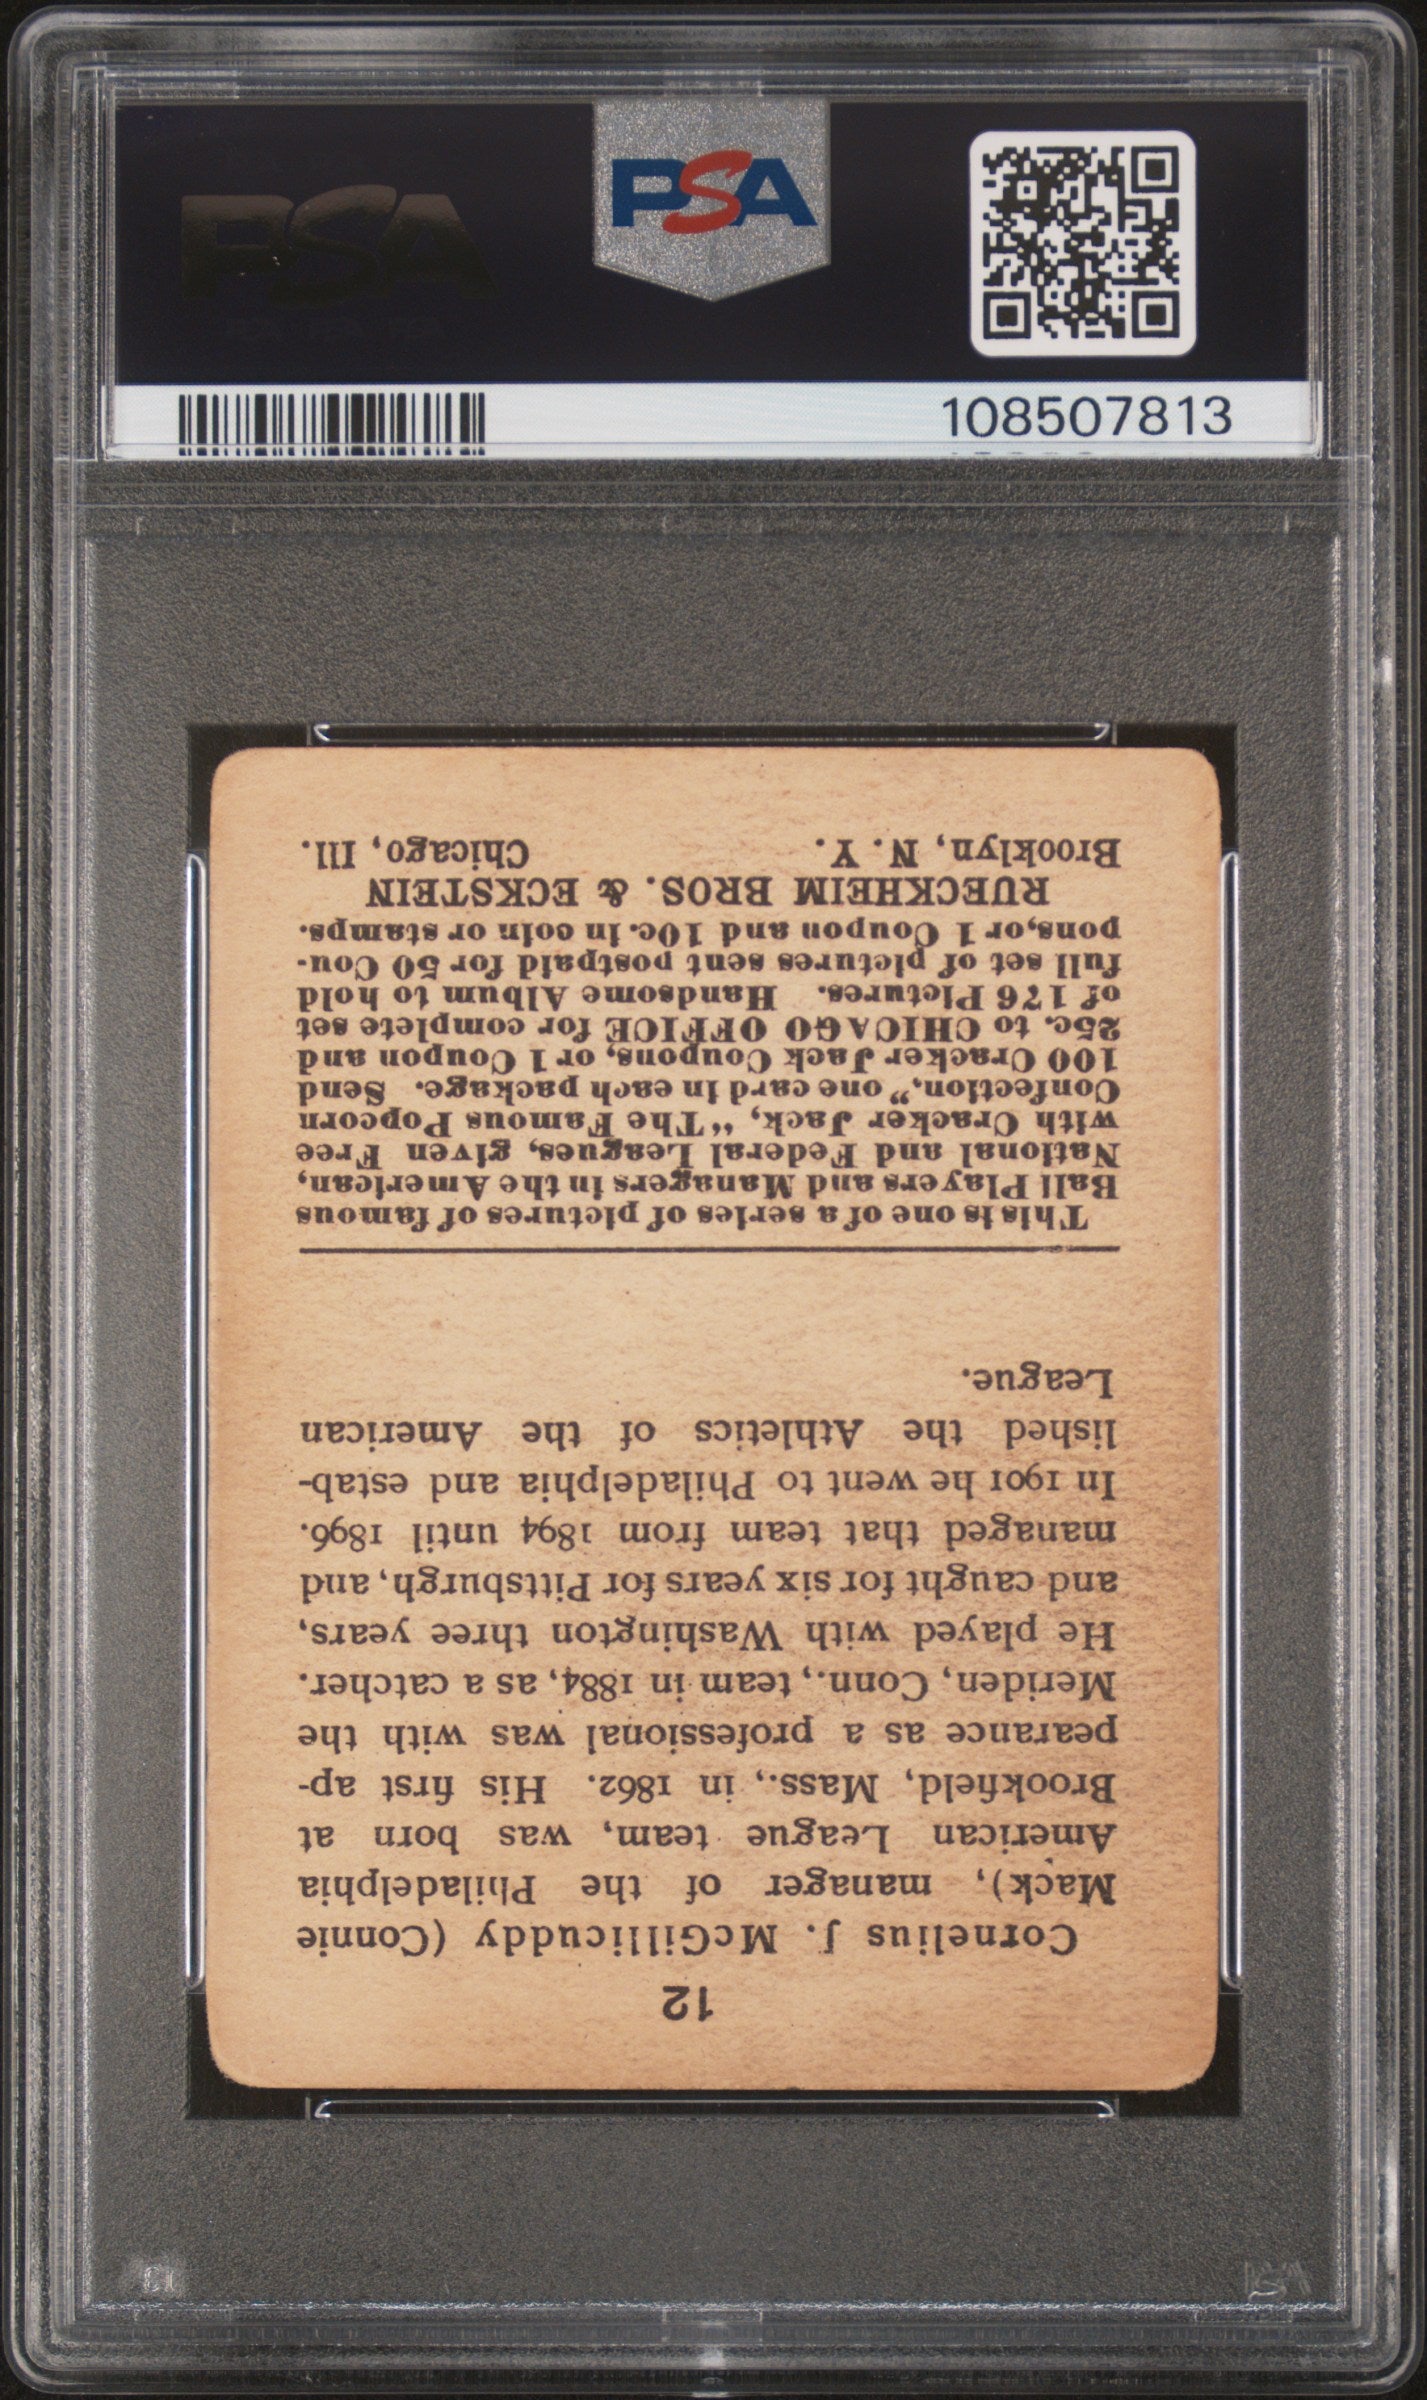 PSA
PSA
108507813
12
Cornelius J. McGillicuddy (Connie
Mack), manager of the Philadelphia
American League team, was born at
Brookfield, Mass., in 1862. His first ap-
pearance as a professional was with the
Meriden, Conn., team in 1884, as a catcher.
He played with Washington three years,
and caught for six years for Pittsburgh, and
managed that team from 1894 until 1896.
In 1901 he went to Philadelphia and estab-
lished the Athletics of the American
League.
This is one of a series of pictures of famous
Ball Players and Managers in the American,
National and Federal Leagues, given Free
with Cracker Jack, “The Famous Popcorn
Confection,” one card in each package. Send
100 Cracker Jack Coupons, or 1 Coupon and
25c. to CHICAGO OFFICE for complete set
of 176 Pictures. Handsome Album to hold
full set of pictures sent postpaid for 50 Cou-
pons, or 1 Coupon and 10c. in coin or stamps.
RUECKHEIM BROS. & ECKSTEIN
Brooklyn, N. Y. Chicago, Ill.